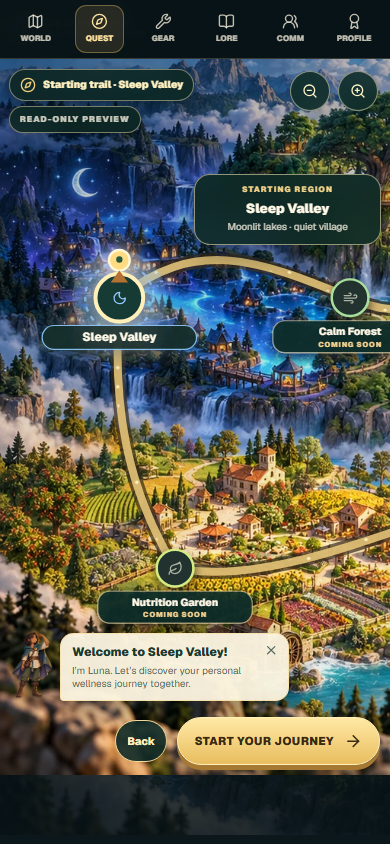 WORLD
QUEST
GEAR
LORE
COMM
PROFILE
Starting trail · Sleep Valley
READ-ONLY PREVIEW
STARTING REGION
Sleep Valley
Moonlit lakes · quiet village
Sleep Valley
Calm Forest
COMING SOON
Nutrition Garden
COMING SOON
Welcome to Sleep Valley!
I'm Luna. Let's discover your personal
wellness journey together.
Back
START YOUR JOURNEY